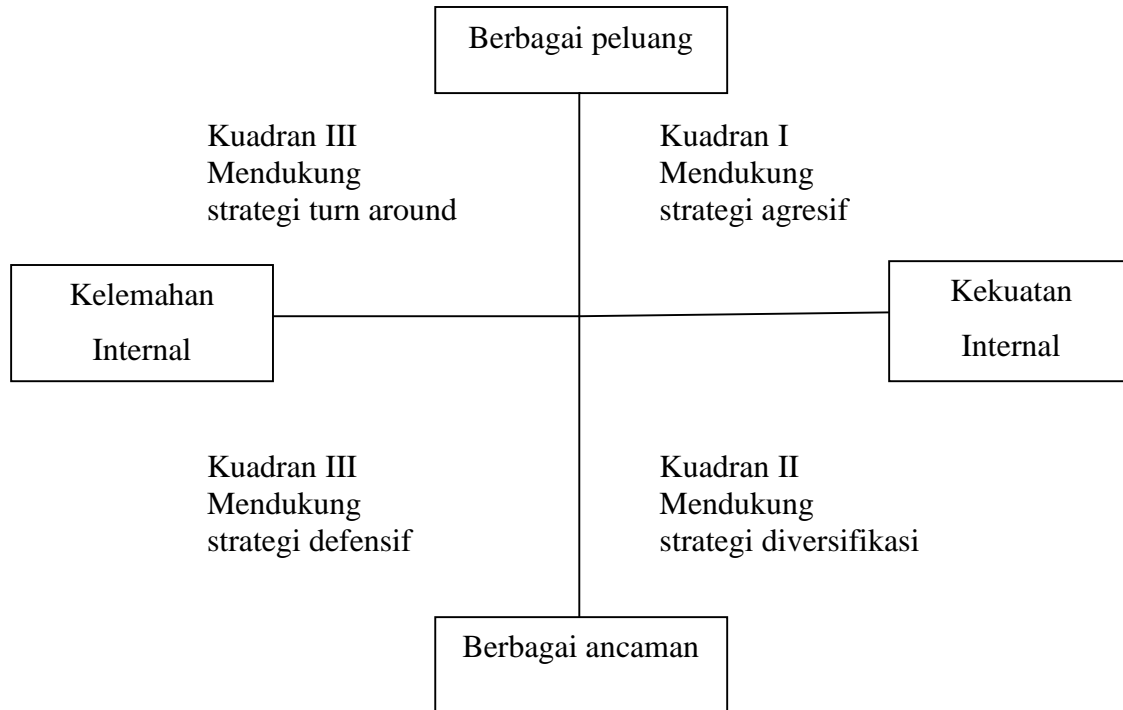 Berbagai peluang
Kuadran III
Mendukung
strategi turn around
Kuadran I
Mendukung
strategi agresif
Kelemahan
Internal
Kekuatan
Internal
Kuadran III
Mendukung
strategi defensif
Kuadran II
Mendukung
strategi diversifikasi
Berbagai ancaman